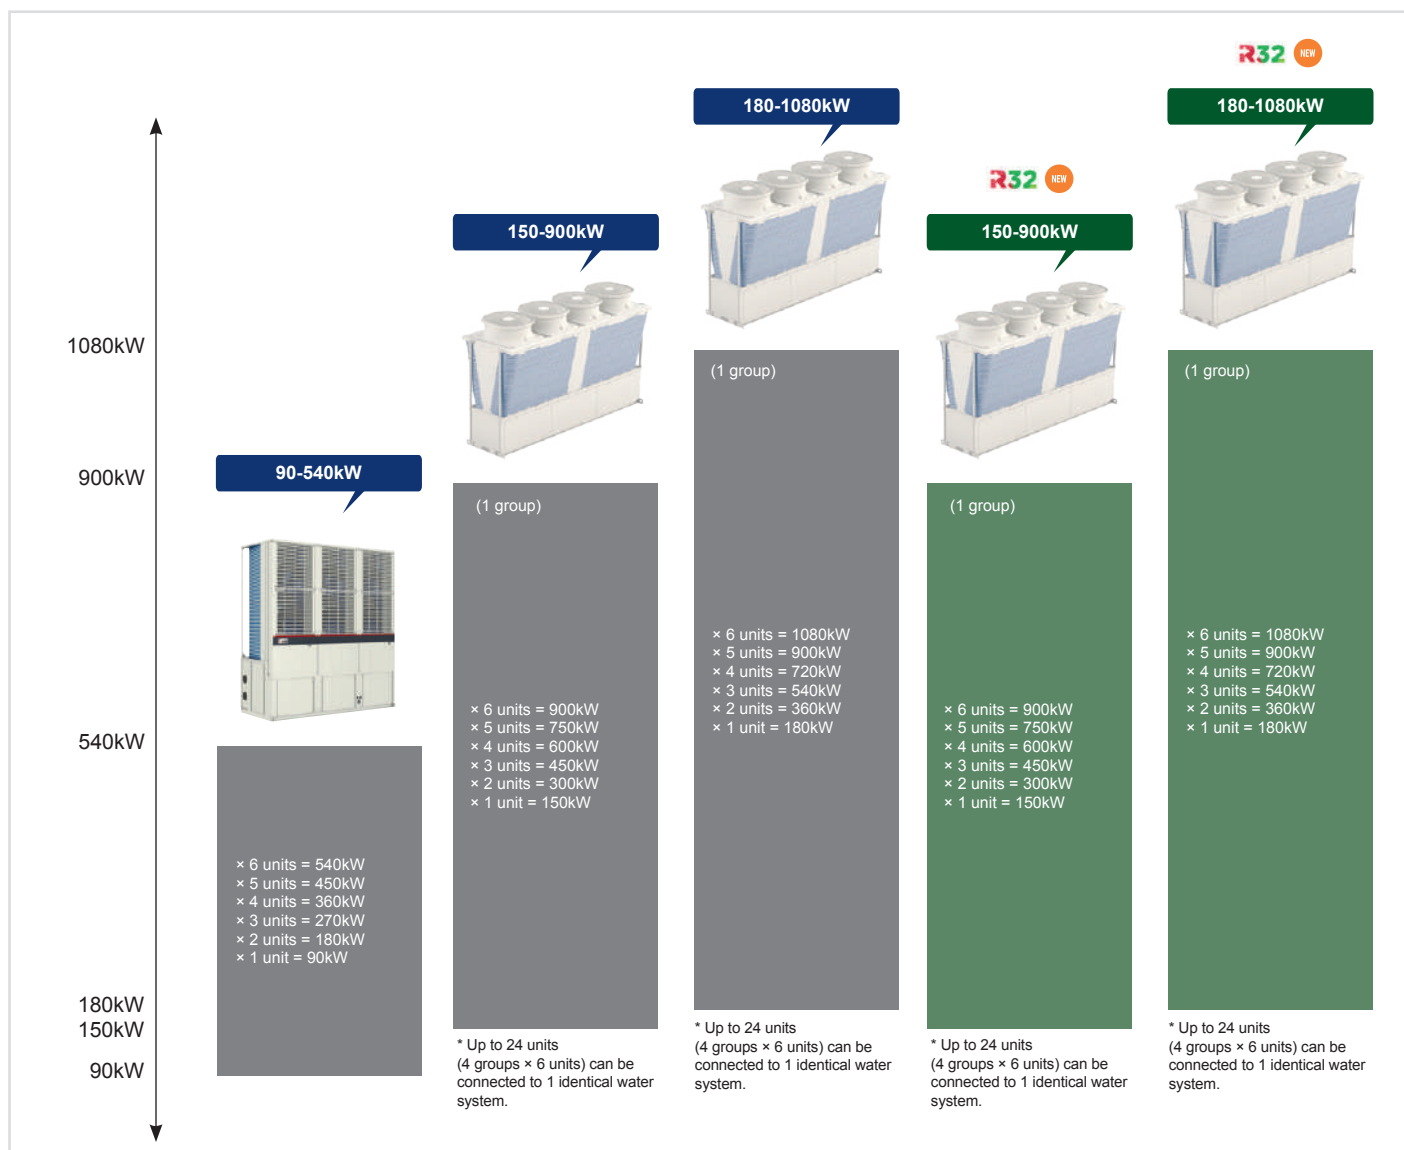 R32 NEW
180-1080kW
180-1080kW
R32 NEW
150-900kW
150-900kW
1080kW
(1 group)
(1 group)
90-540kW
900kW
(1 group)
(1 group)
× 6 units = 1080kW
× 5 units = 900kW
× 4 units = 720kW
× 3 units = 540kW
× 2 units = 360kW
× 1 unit = 180kW
× 6 units = 1080kW
× 5 units = 900kW
× 4 units = 720kW
× 3 units = 540kW
× 2 units = 360kW
× 1 unit = 180kW
× 6 units = 900kW
× 5 units = 750kW
× 4 units = 600kW
× 3 units = 450kW
× 2 units = 300kW
× 1 unit = 150kW
× 6 units = 900kW
× 5 units = 750kW
× 4 units = 600kW
× 3 units = 450kW
× 2 units = 300kW
× 1 unit = 150kW
540kW
× 6 units = 540kW
× 5 units = 450kW
× 4 units = 360kW
× 3 units = 270kW
× 2 units = 180kW
× 1 unit = 90kW
180kW
150kW
90kW
* Up to 24 units
(4 groups × 6 units) can be
connected to 1 identical water
system.
* Up to 24 units
(4 groups × 6 units) can be
connected to 1 identical water
system.
* Up to 24 units
(4 groups × 6 units) can be
connected to 1 identical water
system.
* Up to 24 units
(4 groups × 6 units) can be
connected to 1 identical water
system.